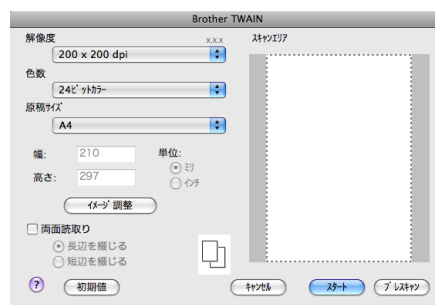 Brother TWAIN
解像度
x.x.x
200 x 200 dpi
色数
24ﾋﾞｯﾄｶﾗｰ
原稿ｻｲｽﾞ
A4
幅:
210
高さ:
297
単位:
ミリ
インチ
ｲﾒｰｼﾞ調整
両面読取り
長辺を綴じる
短辺を綴じる
?
初期値
ｽｷｬﾝｴﾘｱ
ｷｬﾝｾﾙ
ｽﾀｰﾄ
ﾌﾟﾚｽｷｬﾝ